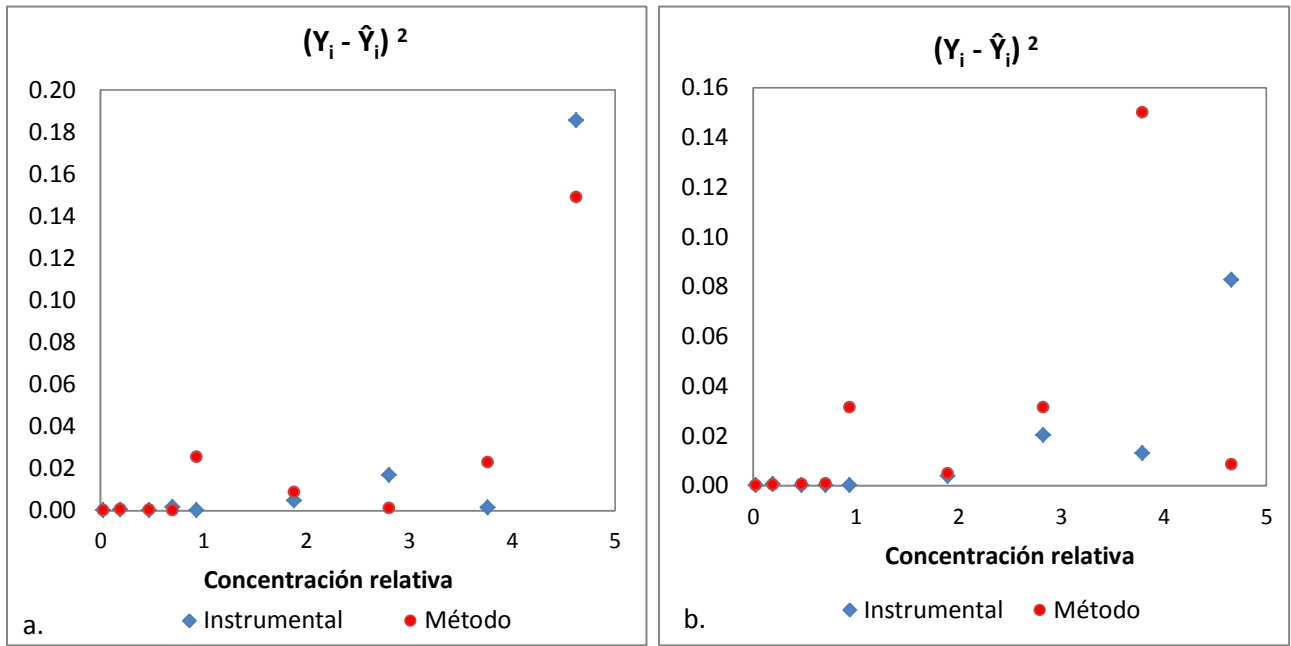 (Yi - Ŷi) 2
0.20
0.18
0.16
0.14
0.12
0.10
0.08
0.06
0.04
0.02
0.00
0 1 2 3 4 5
Concentración relativa
Instrumental Método
a.
(Yi - Ŷi) 2
0.16
0.14
0.12
0.10
0.08
0.06
0.04
0.02
0.00
0 1 2 3 4 5
Concentración relativa
Instrumental Método
b.